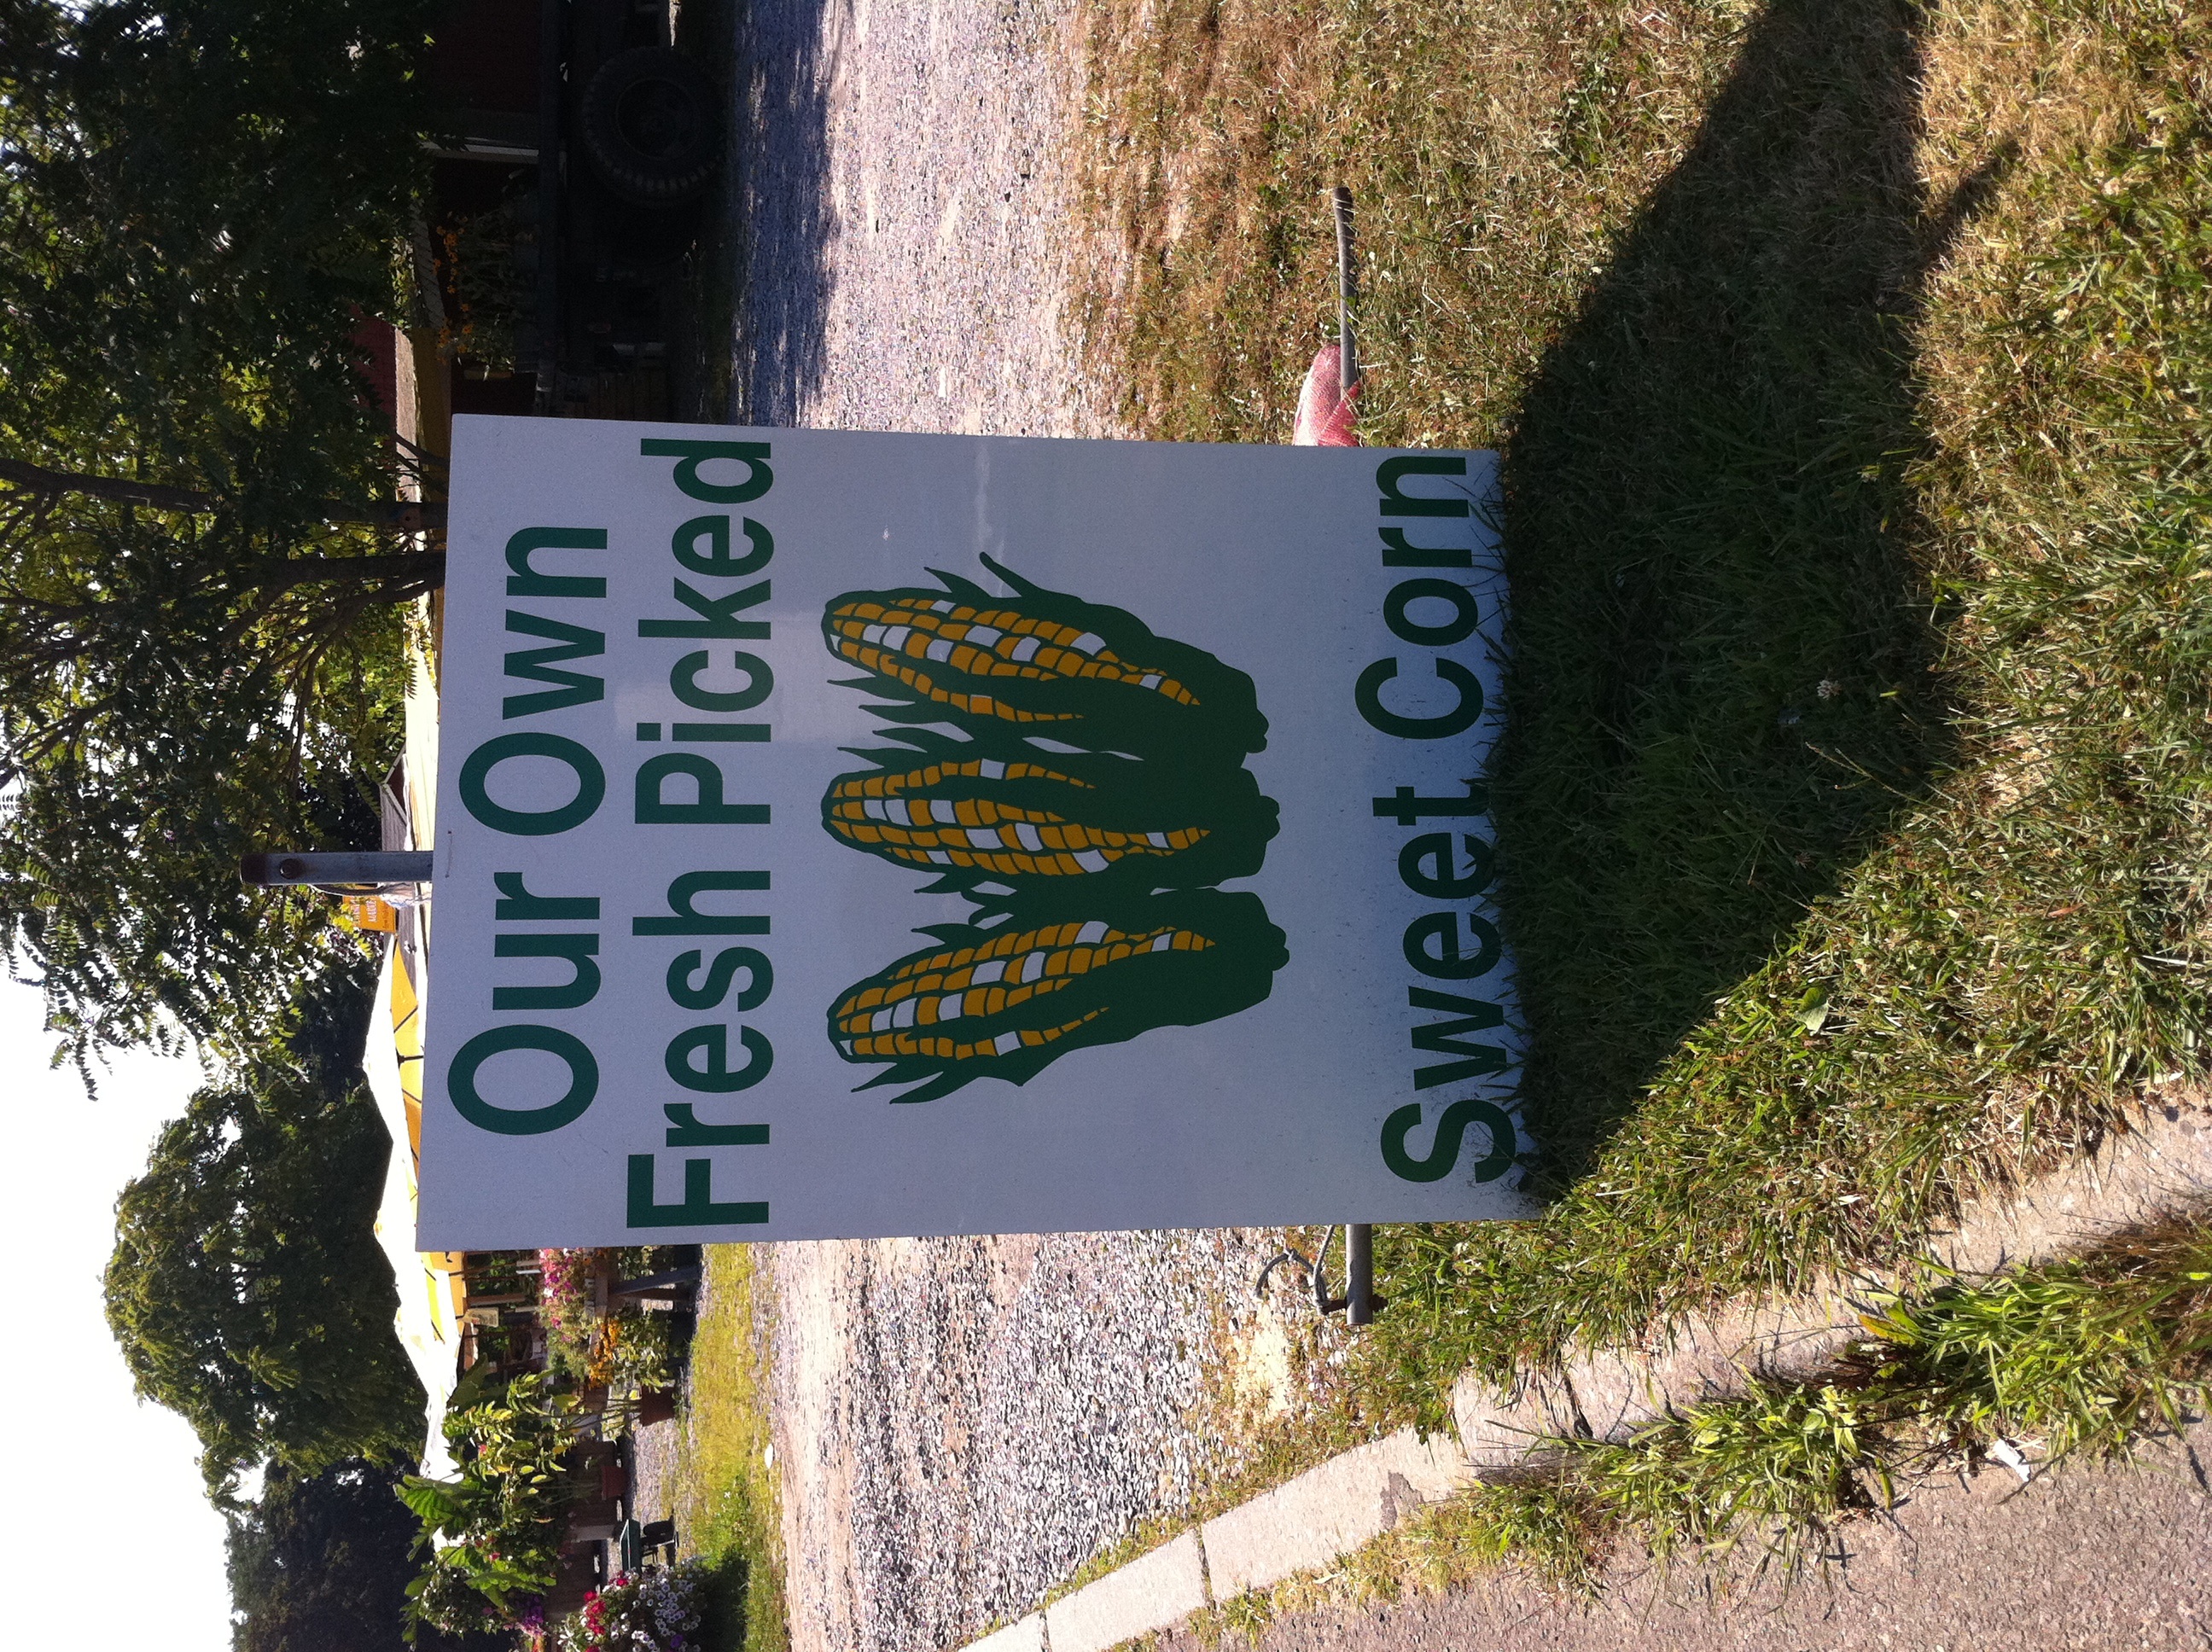 Our Own
Fresh Picked
Sweet Corn